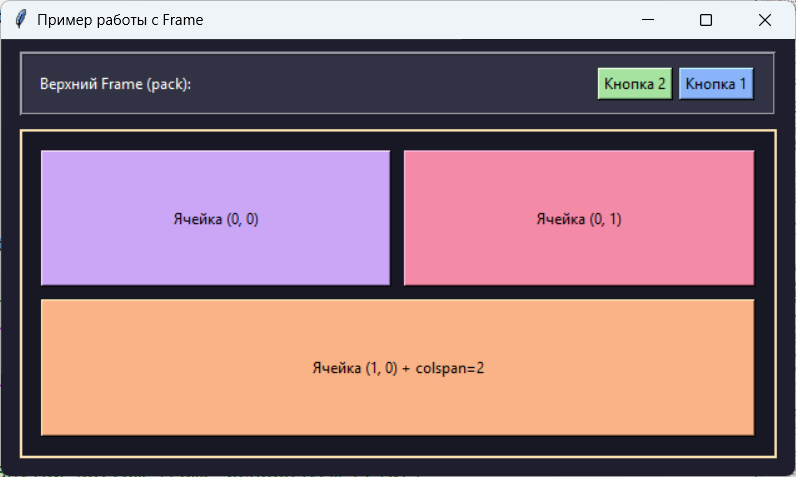 Пример работы с Frame
Верхний Frame (pack):
Кнопка 2
Кнопка 1
Ячейка (0, 0)
Ячейка (0, 1)
Ячейка (1, 0) + colspan=2